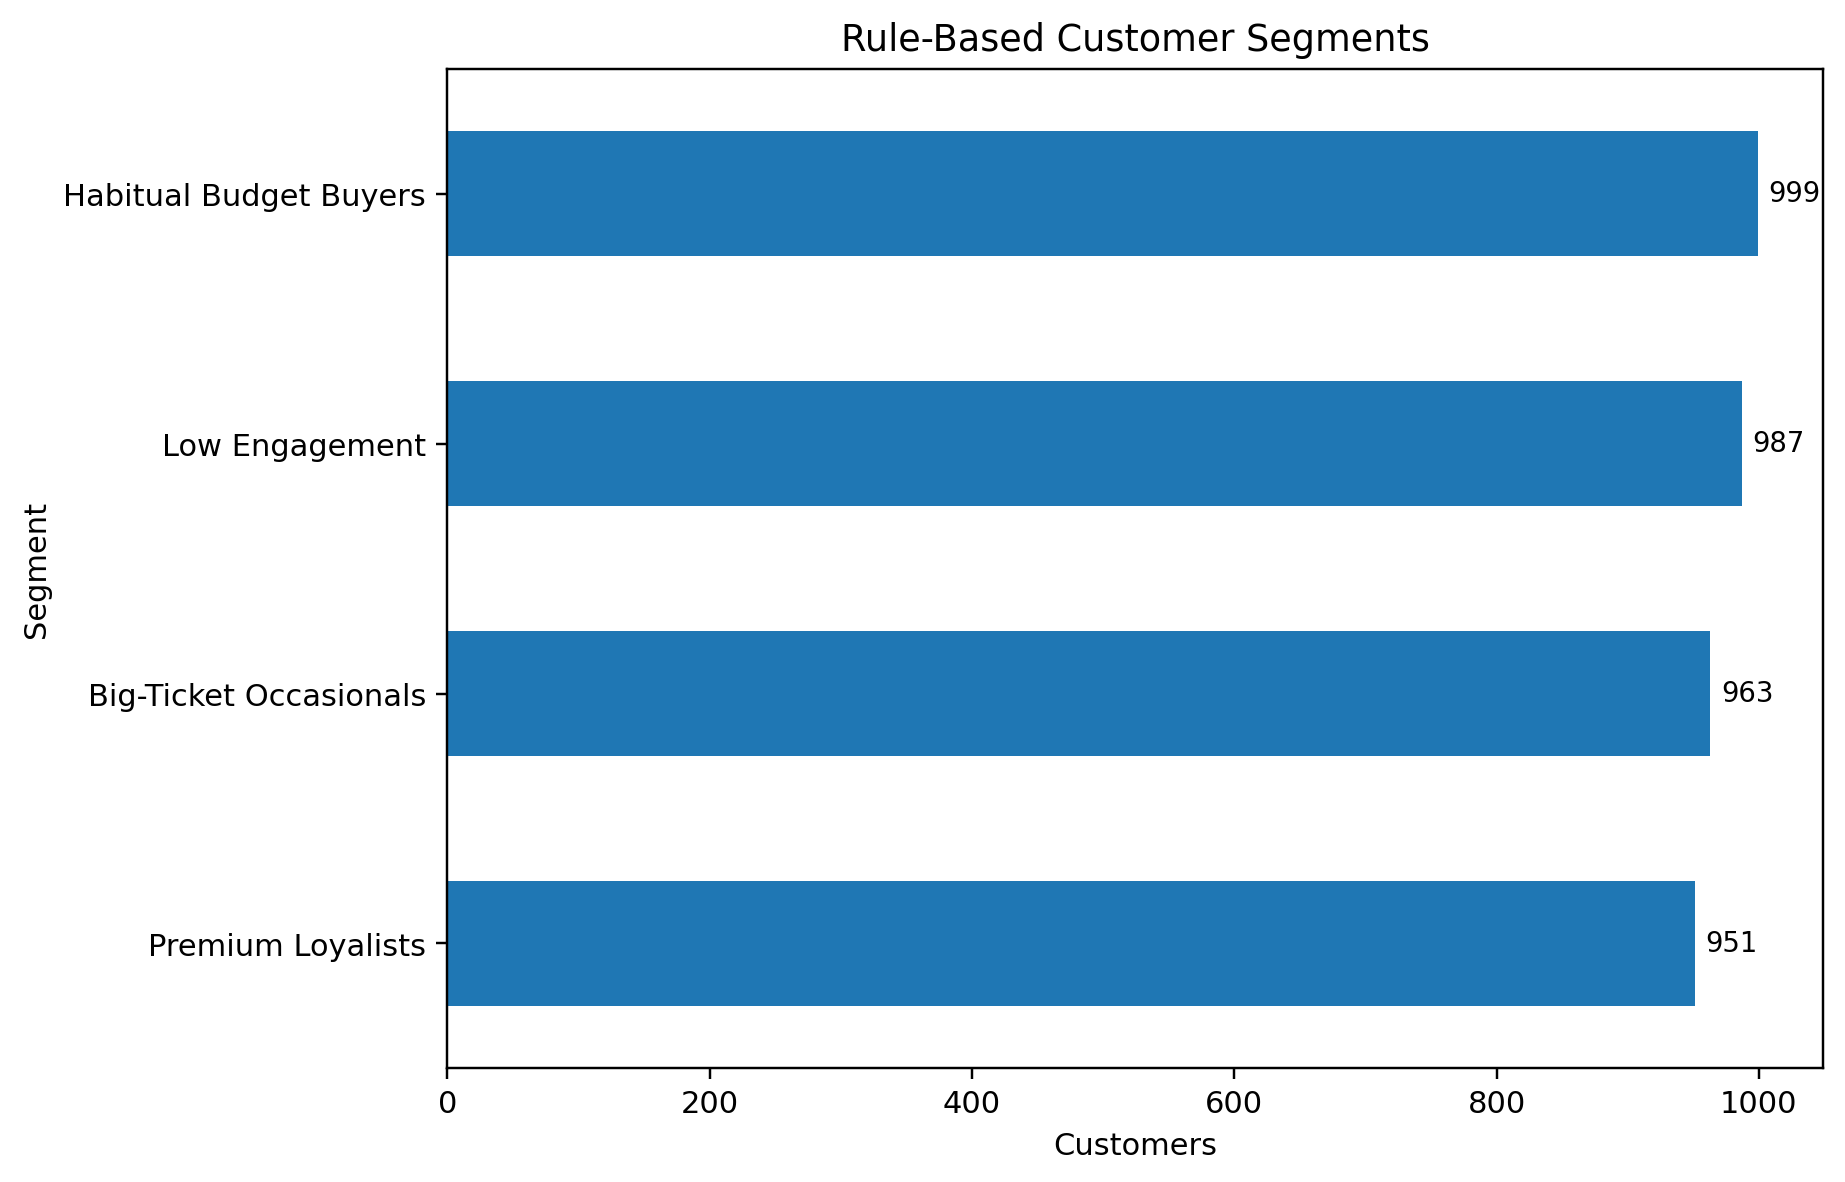 Rule-Based Customer Segments
Habitual Budget Buyers
999
Low Engagement
987
Big-Ticket Occasionals
963
Premium Loyalists
951
Segment
0 200 400 600 800 1000
Customers